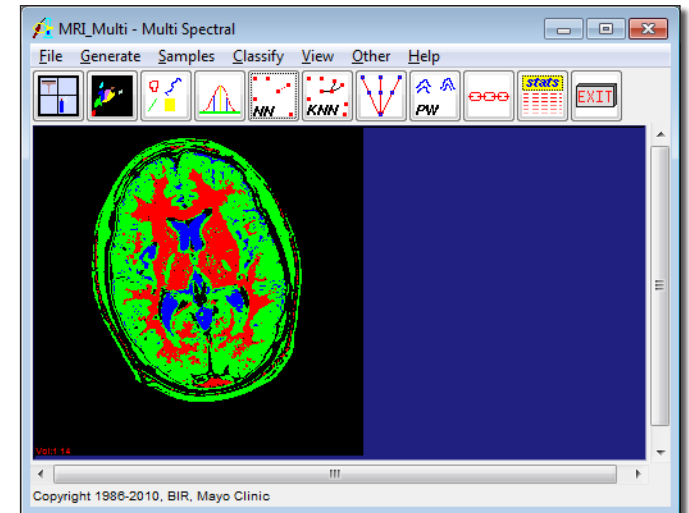 MRI_Multi - Multi Spectral
File Generate Samples Classify View Other Help
NN KNN PW stats EXIT
Vol:1 14
Copyright 1986-2010, BIR, Mayo Clinic